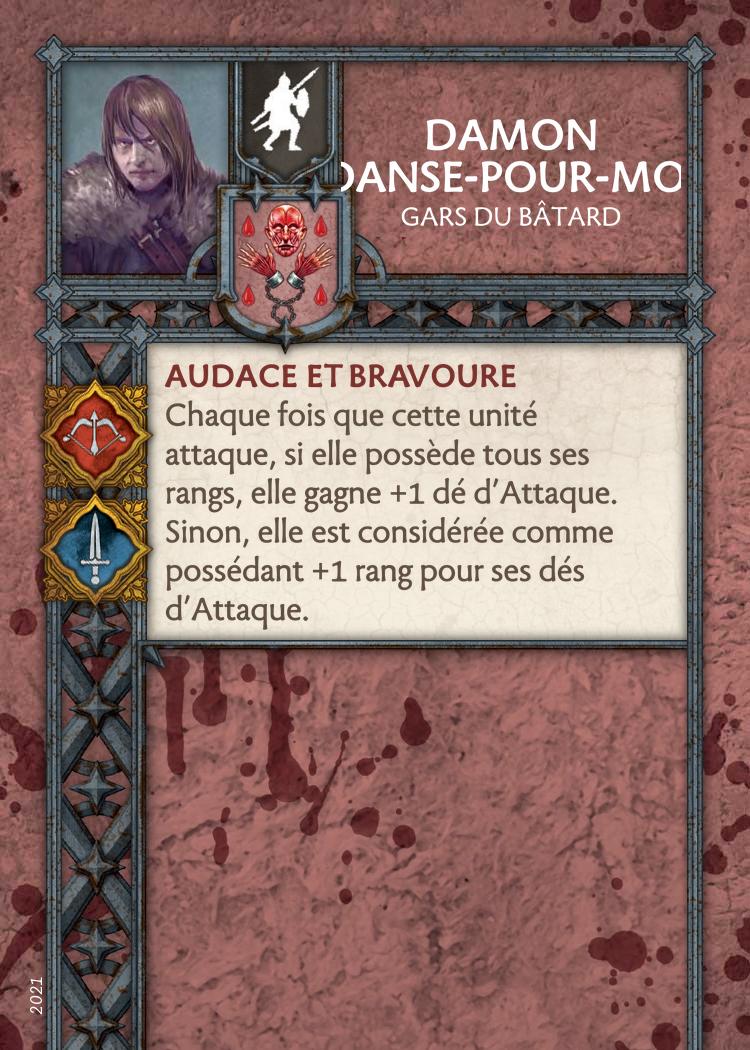 DAMON
DANSE-POUR-MO
GARS DU BÂTARD
AUDACE ET BRAVOURE
Chaque fois que cette unité
attaque, si elle possède tous ses
rangs, elle gagne +1 dé d’Attaque.
Sinon, elle est considérée comme
possédant +1 rang pour ses dés
d’Attaque.
2021